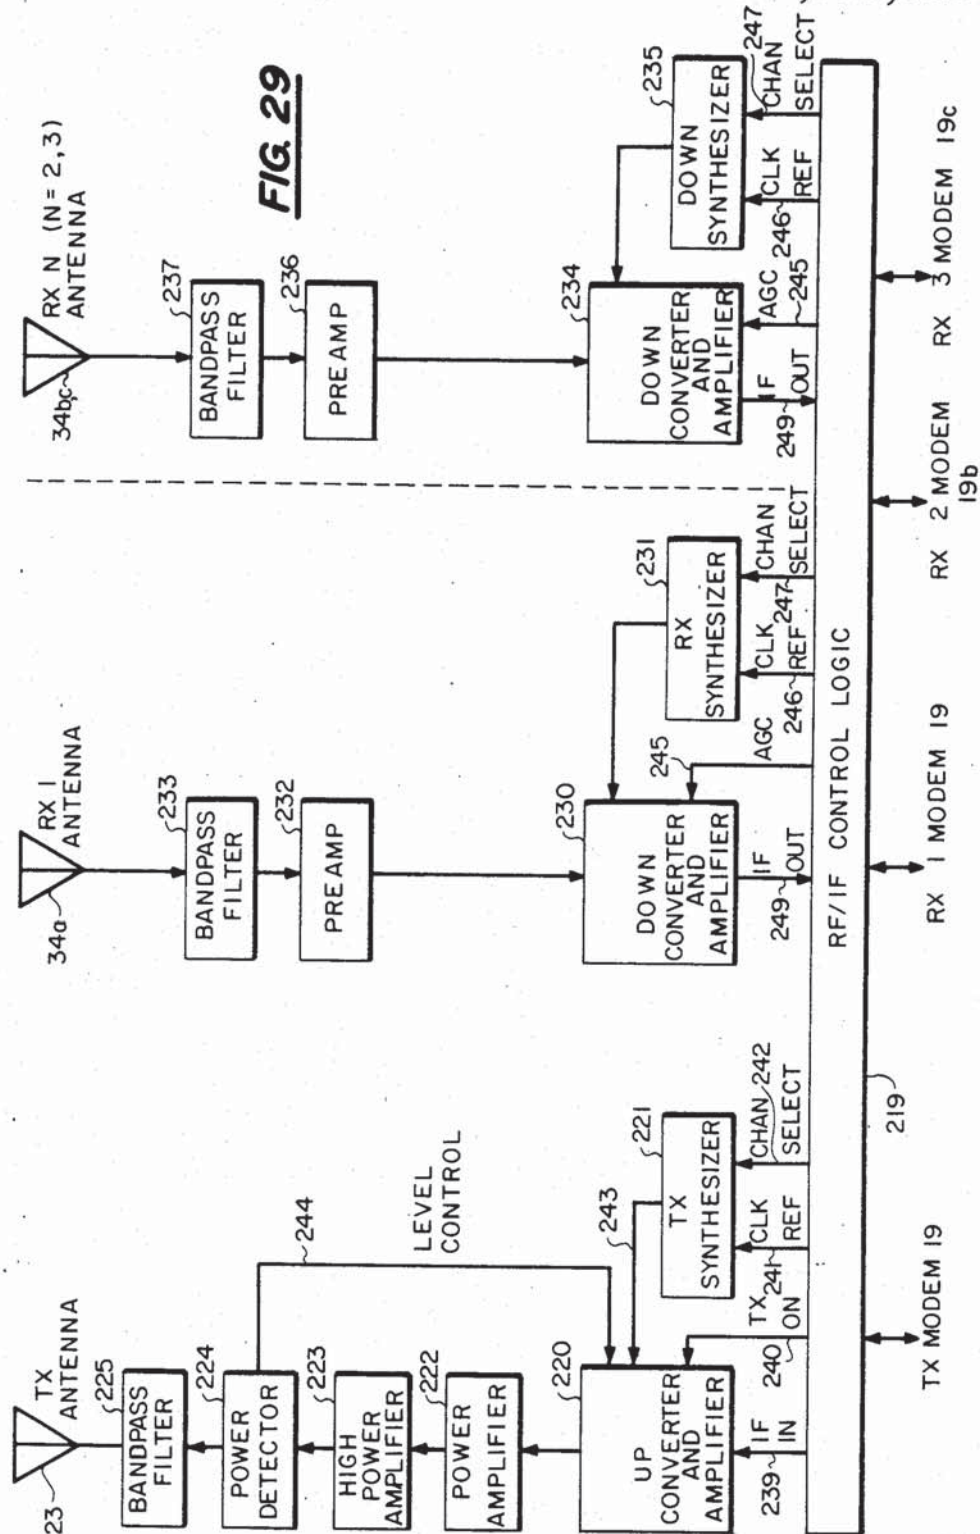 FIG. 29
TX
ANTENNA
23
225
BANDPASS
FILTER
224
POWER
DETECTOR
223
HIGH
POWER
AMPLIFIER
222
POWER
AMPLIFIER
220
UP
CONVERTER
AND
AMPLIFIER
244
LEVEL
CONTROL
243
221
TX
SYNTHESIZER
239
IF
IN
240
TX
ON
241
CLK
REF
CHAN 242
SELECT
RX 1
ANTENNA
34a
233
BANDPASS
FILTER
232
PREAMP
230
DOWN
CONVERTER
AND
AMPLIFIER
231
RX
SYNTHESIZER
249
IF
OUT
245
AGC
246
CLK
REF
247
CHAN
SELECT
RX N (N = 2,3)
ANTENNA
34b,c
237
BANDPASS
FILTER
236
PREAMP
234
DOWN
CONVERTER
AND
AMPLIFIER
235
DOWN
SYNTHESIZER
249
IF
OUT
AGC
245
246
CLK
REF
247
CHAN
SELECT
RF/IF CONTROL LOGIC
219
TX MODEM 19
RX 1 MODEM 19
RX 2 MODEM
19b
RX 3 MODEM 19c